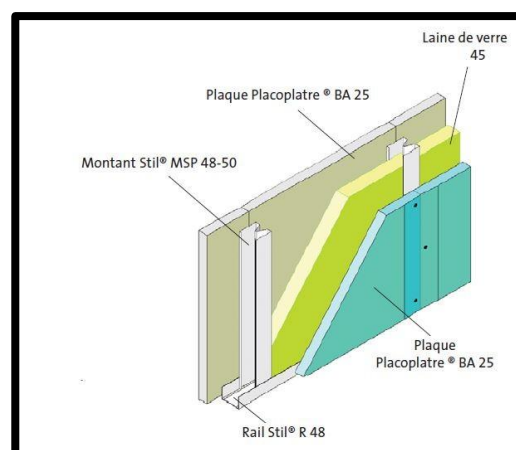 Laine de verre
45
Plaque Placoplatre ® BA 25
Montant Stil® MSP 48-50
Plaque
Placoplatre ® BA 25
Rail Stil® R 48